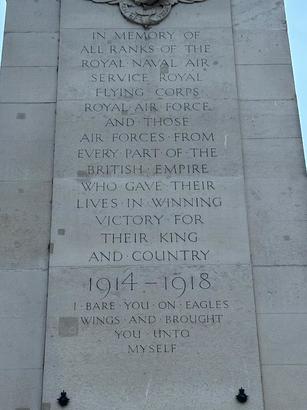 IN MEMORY OF
ALL RANKS OF THE
ROYAL NAVAL AIR
SERVICE ROYAL
FLYING CORPS
ROYAL AIR FORCE
AND THOSE
AIR FORCES FROM
EVERY PART OF THE
BRITISH EMPIRE
WHO GAVE THEIR
LIVES IN WINNING
VICTORY FOR
THEIR KING
AND COUNTRY
1914–1918
I BARE YOU ON EAGLES
WINGS AND BROUGHT
YOU UNTO
MYSELF